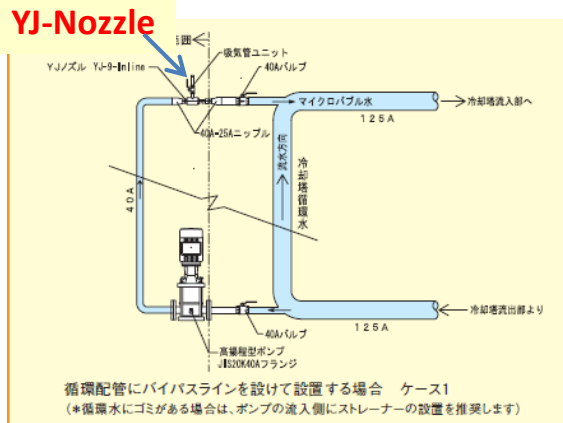 YJ-Nozzle
囲
吸気管ユニット
YJノズル YJ-9-Inline
40Aバルブ
マイクロバブル水
冷却塔流入部へ
125A
40A-25Aニップル
流水方向
冷却塔循環水
40A
冷却塔流出部より
125A
40Aバルブ
高揚程型ポンプ
JIS20K40Aフランジ
循環配管にバイパスラインを設けて設置する場合 ケース1
(*循環水にゴミがある場合は、ポンプの流入側にストレーナーの設置を推奨します)